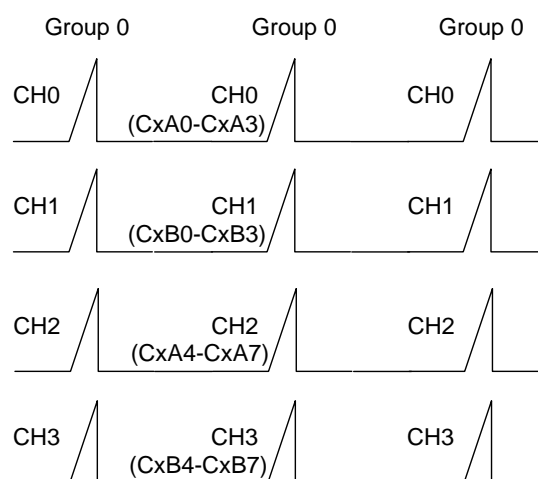 Group 0 Group 0 Group 0
CH0 CH0 CH0
(CxA0-CxA3)
CH1 CH1 CH1
(CxB0-CxB3)
CH2 CH2 CH2
(CxA4-CxA7)
CH3 CH3 CH3
(CxB4-CxB7)